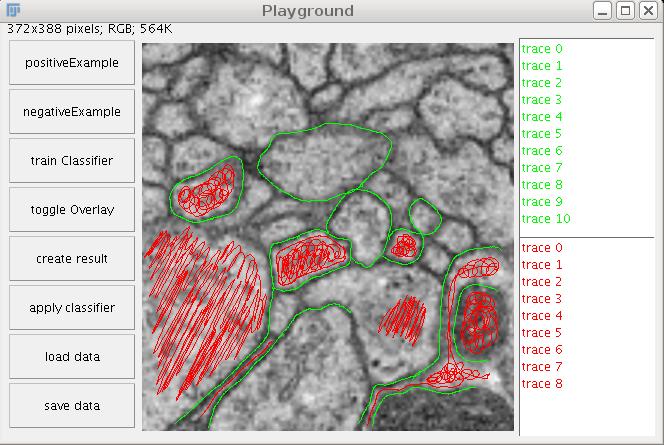 Playground
372x388 pixels; RGB; 564K
positiveExample
negativeExample
train Classifier
toggle Overlay
create result
apply classifier
load data
save data
trace 0
trace 1
trace 2
trace 3
trace 4
trace 5
trace 6
trace 7
trace 8
trace 9
trace 10
trace 0
trace 1
trace 2
trace 3
trace 4
trace 5
trace 6
trace 7
trace 8